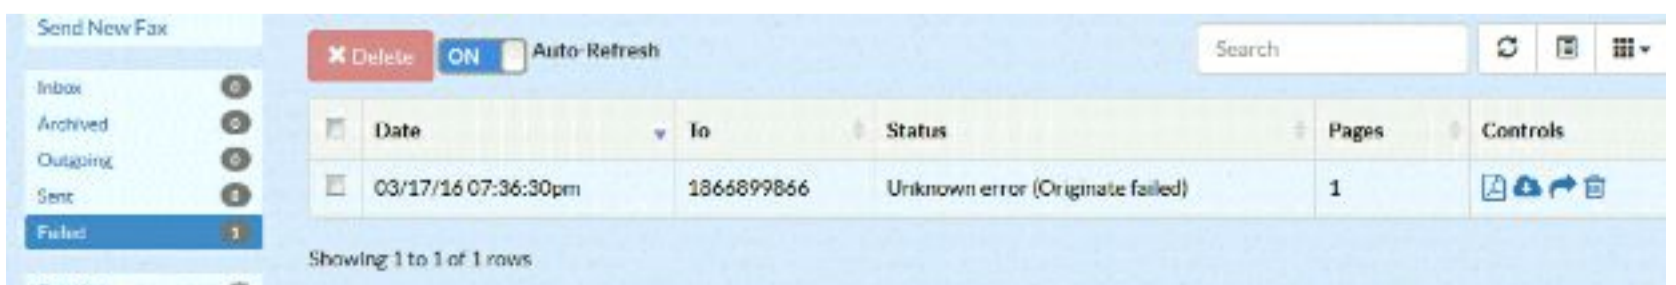 Send New Fax
Delete ON Auto-Refresh Search
Inbox 0
Archived 0
Outgoing 0
Sent
Failed 1
Date To Status Pages Controls
03/17/16 07:36:30pm 1866899866 Unknown error (Originate failed) 1
Showing 1 to 1 of 1 rows